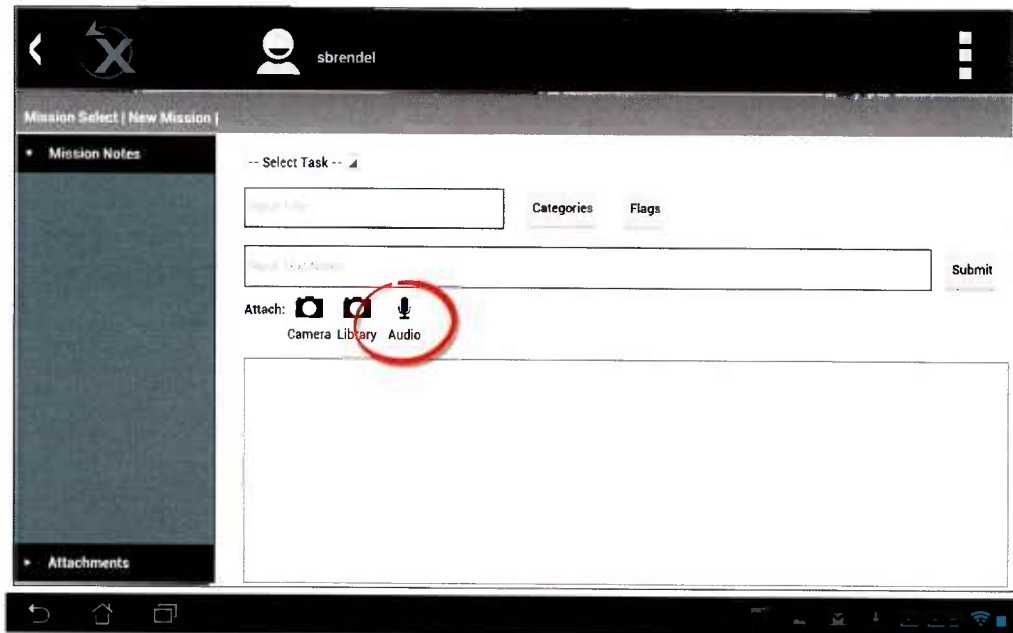 sbrendel
Mission Select | New Mission |
Mission Notes
-- Select Task --
Categories Flags
Submit
Attach:
Camera Library Audio
Attachments